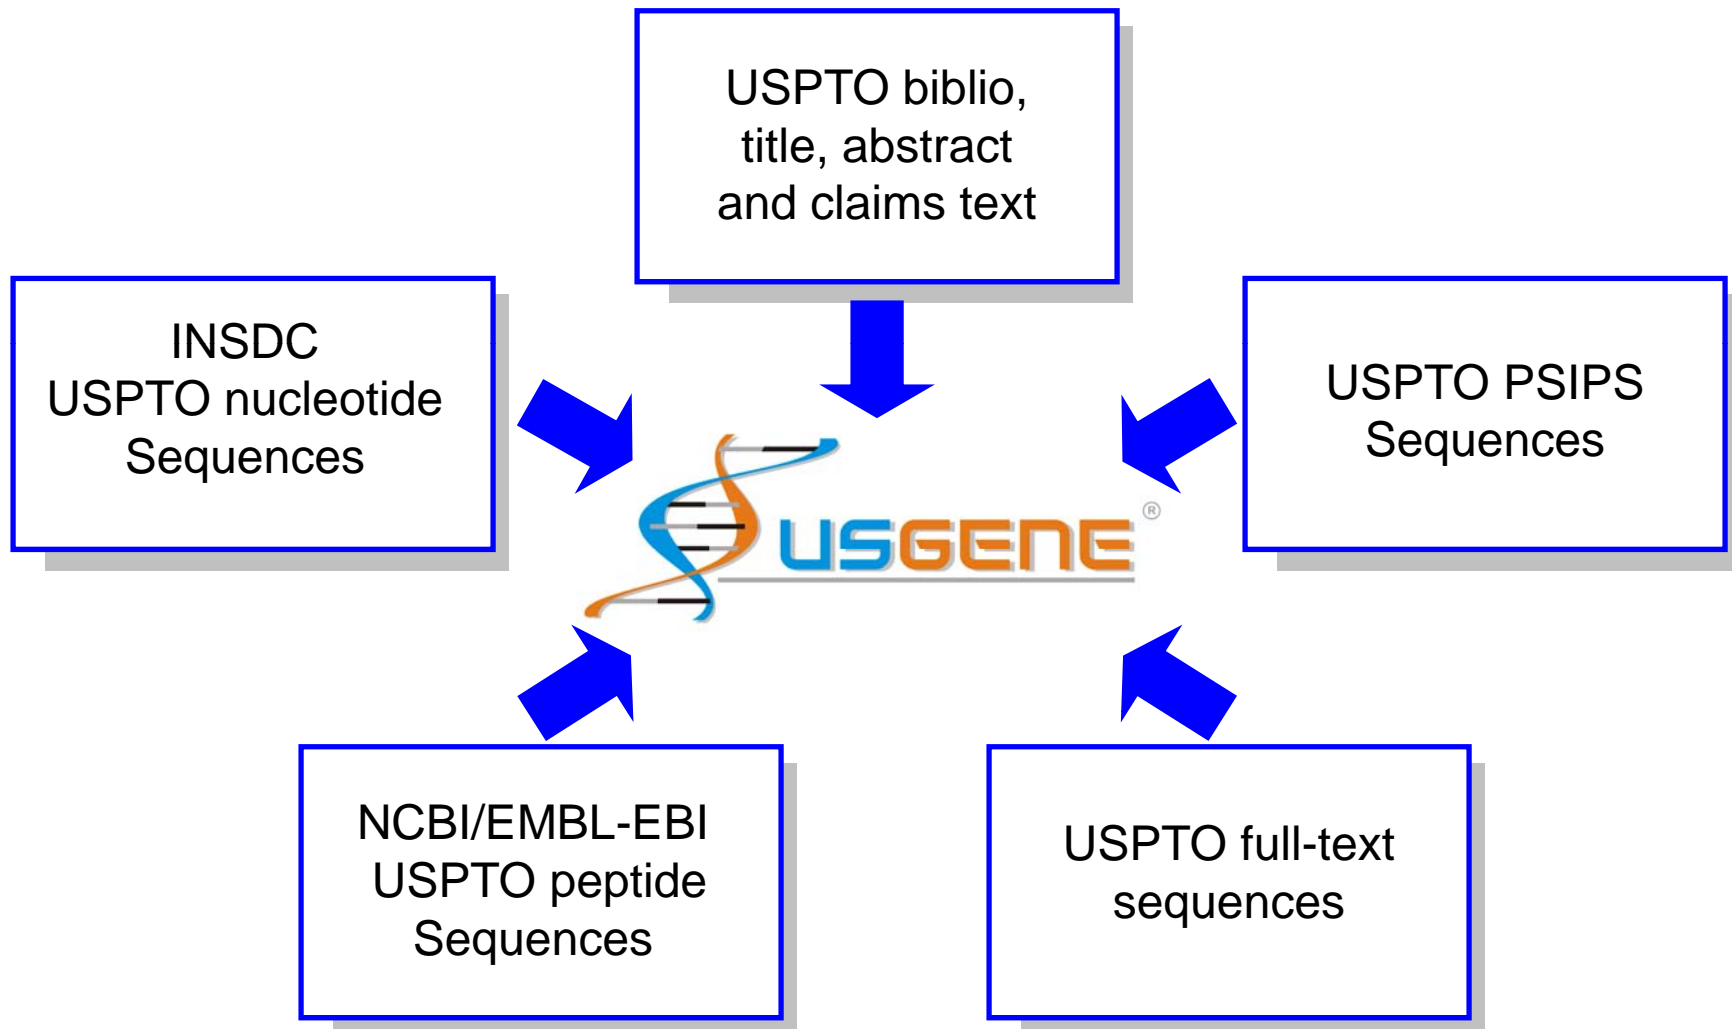 USPTO biblio,
title, abstract
and claims text
INSDC
USPTO nucleotide
Sequences
USPTO PSIPS
Sequences
USGENE®
NCBI/EMBL-EBI
USPTO peptide
Sequences
USPTO full-text
sequences